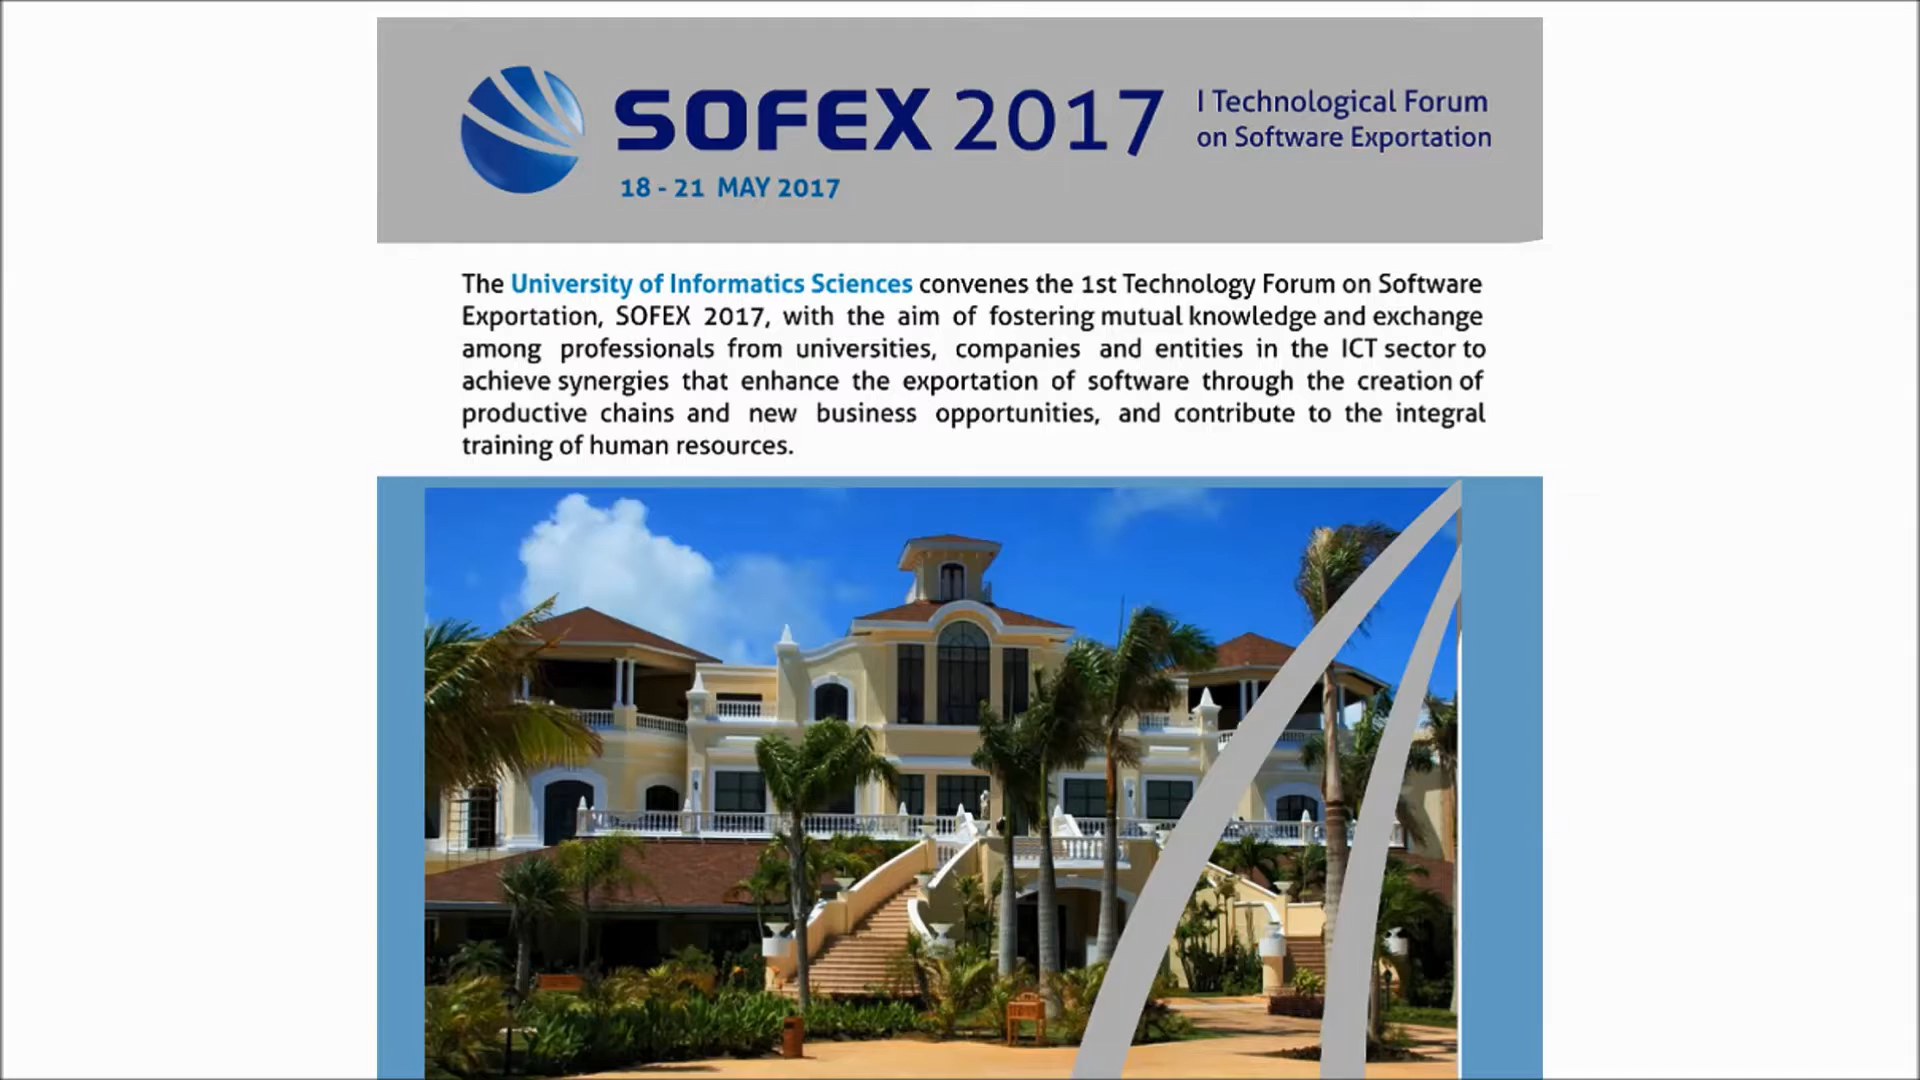 SOFEX 2017
I Technological Forum
on Software Exportation
18 - 21 MAY 2017
The University of Informatics Sciences convenes the 1st Technology Forum on Software
Exportation, SOFEX 2017, with the aim of fostering mutual knowledge and exchange
among professionals from universities, companies and entities in the ICT sector to
achieve synergies that enhance the exportation of software through the creation of
productive chains and new business opportunities, and contribute to the integral
training of human resources.